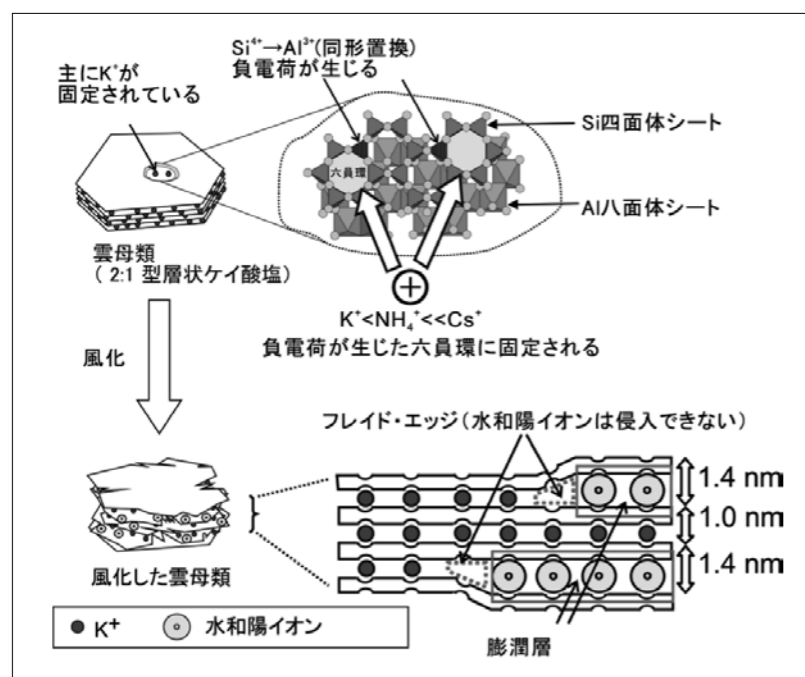 Si⁴⁺→Al³⁺(同形置換)
負電荷が生じる
主にK⁺が
固定されている
Si四面体シート
六員環
Al八面体シート
雲母類
( 2:1 型層状ケイ酸塩)
K⁺<NH₄⁺<<Cs⁺
負電荷が生じた六員環に固定される
風化
フレイド・エッジ(水和陽イオンは侵入できない)
1.4 nm
1.0 nm
1.4 nm
風化した雲母類
K⁺
水和陽イオン
膨潤層